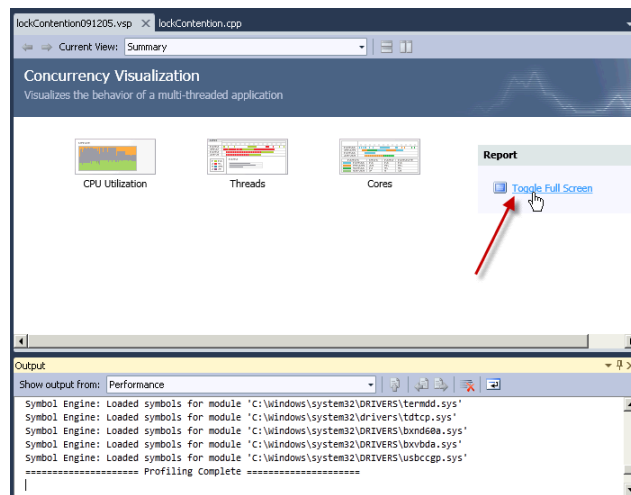 lockContention091205.vsp
lockContention.cpp
Current View: Summary
Concurrency Visualization
Visualizes the behavior of a multi-threaded application
CPU Utilization
Threads
Cores
Report
Toggle Full Screen
Output
Show output from: Performance
Symbol Engine: Loaded symbols for module 'C:\Windows\system32\DRIVERS\termdd.sys'
Symbol Engine: Loaded symbols for module 'C:\Windows\system32\drivers\tdtcp.sys'
Symbol Engine: Loaded symbols for module 'C:\Windows\system32\DRIVERS\bxnd60a.sys'
Symbol Engine: Loaded symbols for module 'C:\Windows\system32\DRIVERS\bxvbda.sys'
Symbol Engine: Loaded symbols for module 'C:\Windows\system32\DRIVERS\usbccgp.sys'
===================== Profiling Complete =====================